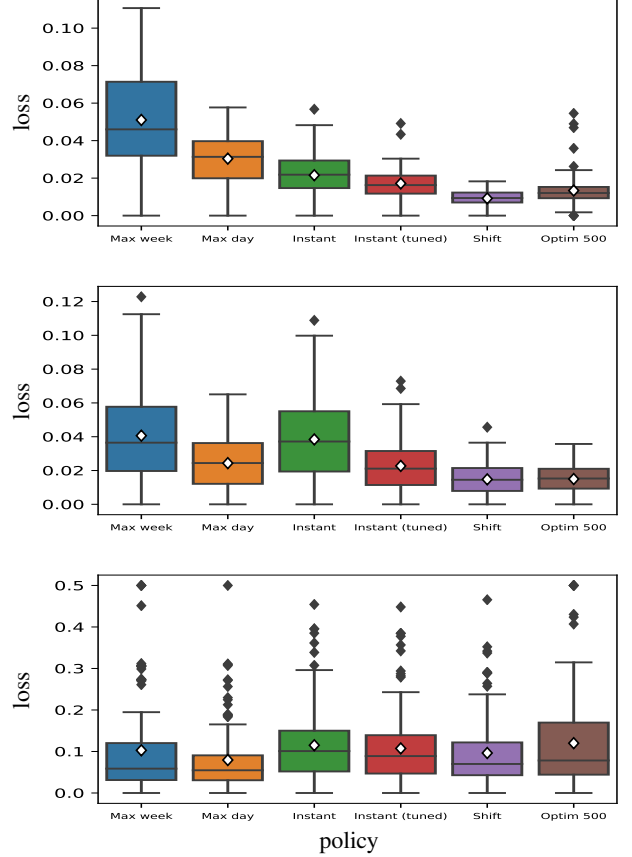 0.10
0.08
0.06
0.04
0.02
0.00
loss
Max week Max day Instant Instant (tuned) Shift Optim 500
0.12
0.10
0.08
0.06
0.04
0.02
0.00
loss
Max week Max day Instant Instant (tuned) Shift Optim 500
0.5
0.4
0.3
0.2
0.1
0.0
loss
Max week Max day Instant Instant (tuned) Shift Optim 500
policy